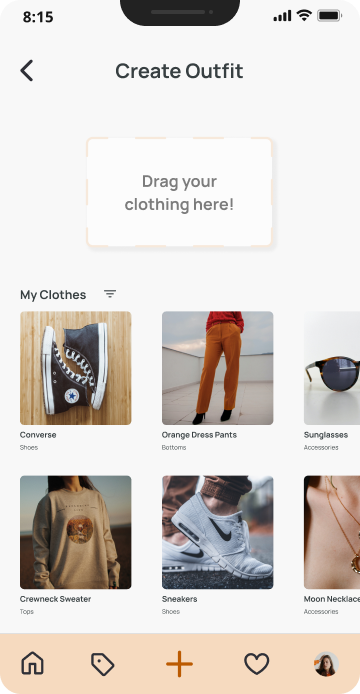 8:15
Create Outfit
Drag your
clothing here!
My Clothes
Converse
Shoes
Orange Dress Pants
Bottoms
Sunglasses
Accessories
Crewneck Sweater
Tops
Sneakers
Shoes
Moon Necklace
Accessories